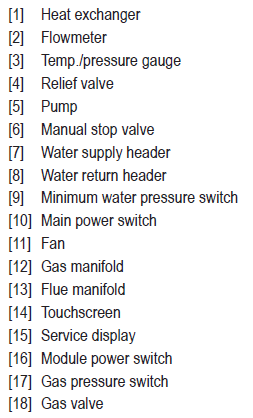 [1] Heat exchanger
[2] Flowmeter
[3] Temp./pressure gauge
[4] Relief valve
[5] Pump
[6] Manual stop valve
[7] Water supply header
[8] Water return header
[9] Minimum water pressure switch
[10] Main power switch
[11] Fan
[12] Gas manifold
[13] Flue manifold
[14] Touchscreen
[15] Service display
[16] Module power switch
[17] Gas pressure switch
[18] Gas valve